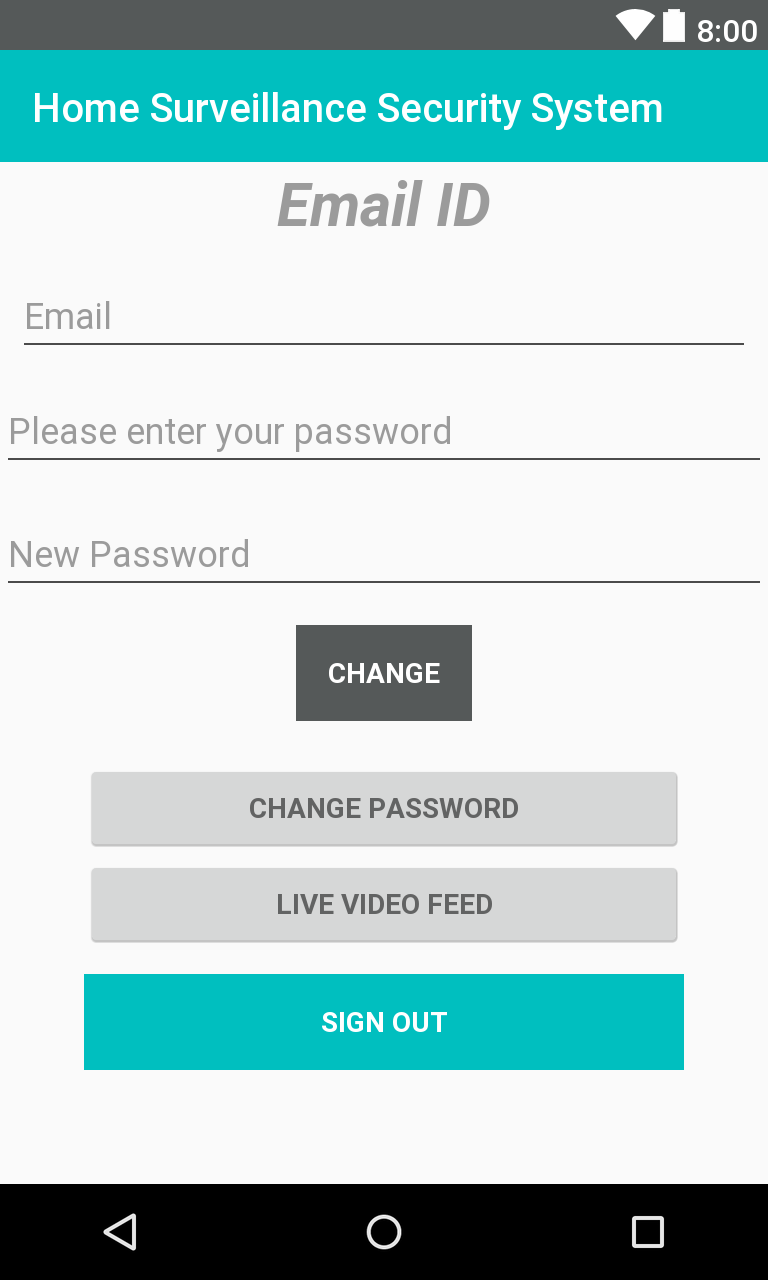 8:00
Home Surveillance Security System
Email ID
Email
Please enter your password
New Password
CHANGE
CHANGE PASSWORD
LIVE VIDEO FEED
SIGN OUT